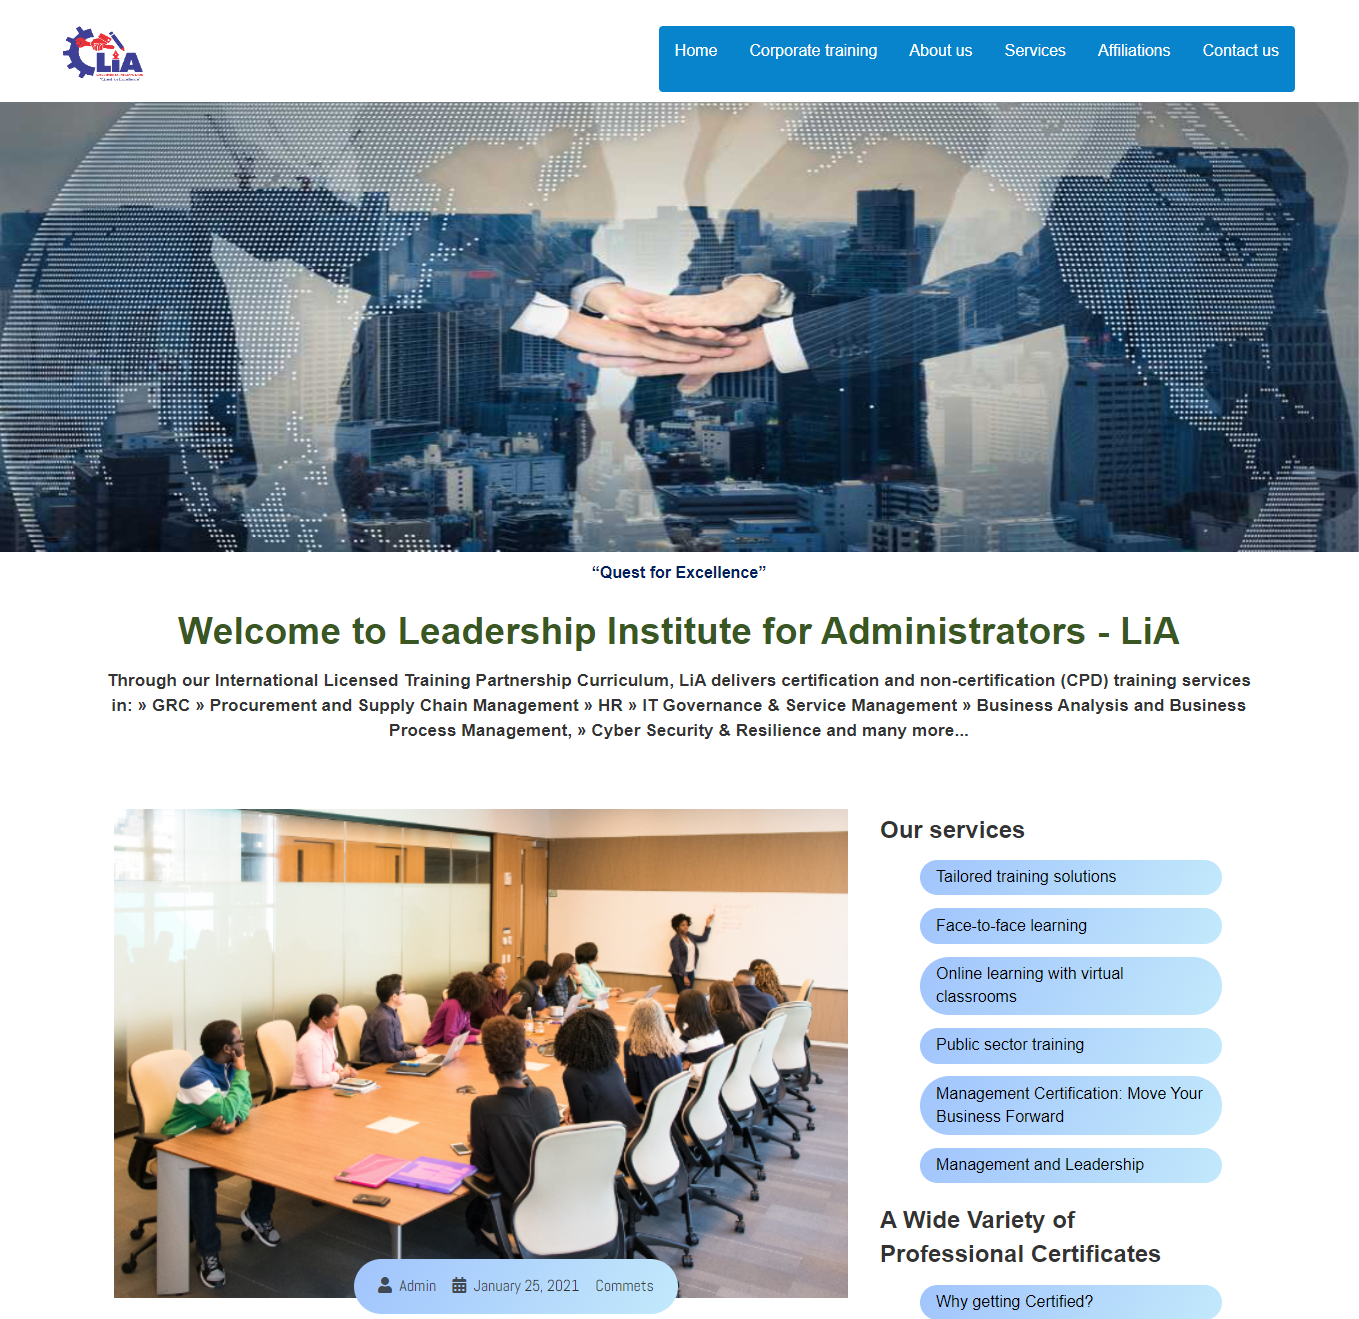 LiA
"Quest for Excellence"
Home Corporate training About us Services Affiliations Contact us
“Quest for Excellence”
Welcome to Leadership Institute for Administrators - LiA
Through our International Licensed Training Partnership Curriculum, LiA delivers certification and non-certification (CPD) training services
in: » GRC » Procurement and Supply Chain Management » HR » IT Governance & Service Management » Business Analysis and Business
Process Management, » Cyber Security & Resilience and many more...
Our services
Tailored training solutions
Face-to-face learning
Online learning with virtual
classrooms
Public sector training
Management Certification: Move Your
Business Forward
Management and Leadership
A Wide Variety of
Professional Certificates
Why getting Certified?
Admin January 25, 2021 Commets